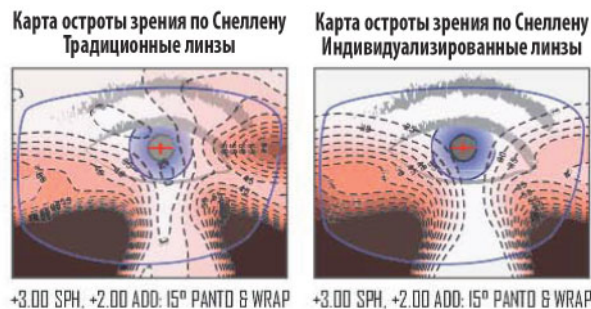 Карта остроты зрения по Снеллену
Традиционные линзы
+3.00 SPH, +2.00 ADD: 15º PANTO & WRAP
Карта остроты зрения по Снеллену
Индивидуализированные линзы
+3.00 SPH, +2.00 ADD: 15º PANTO & WRAP